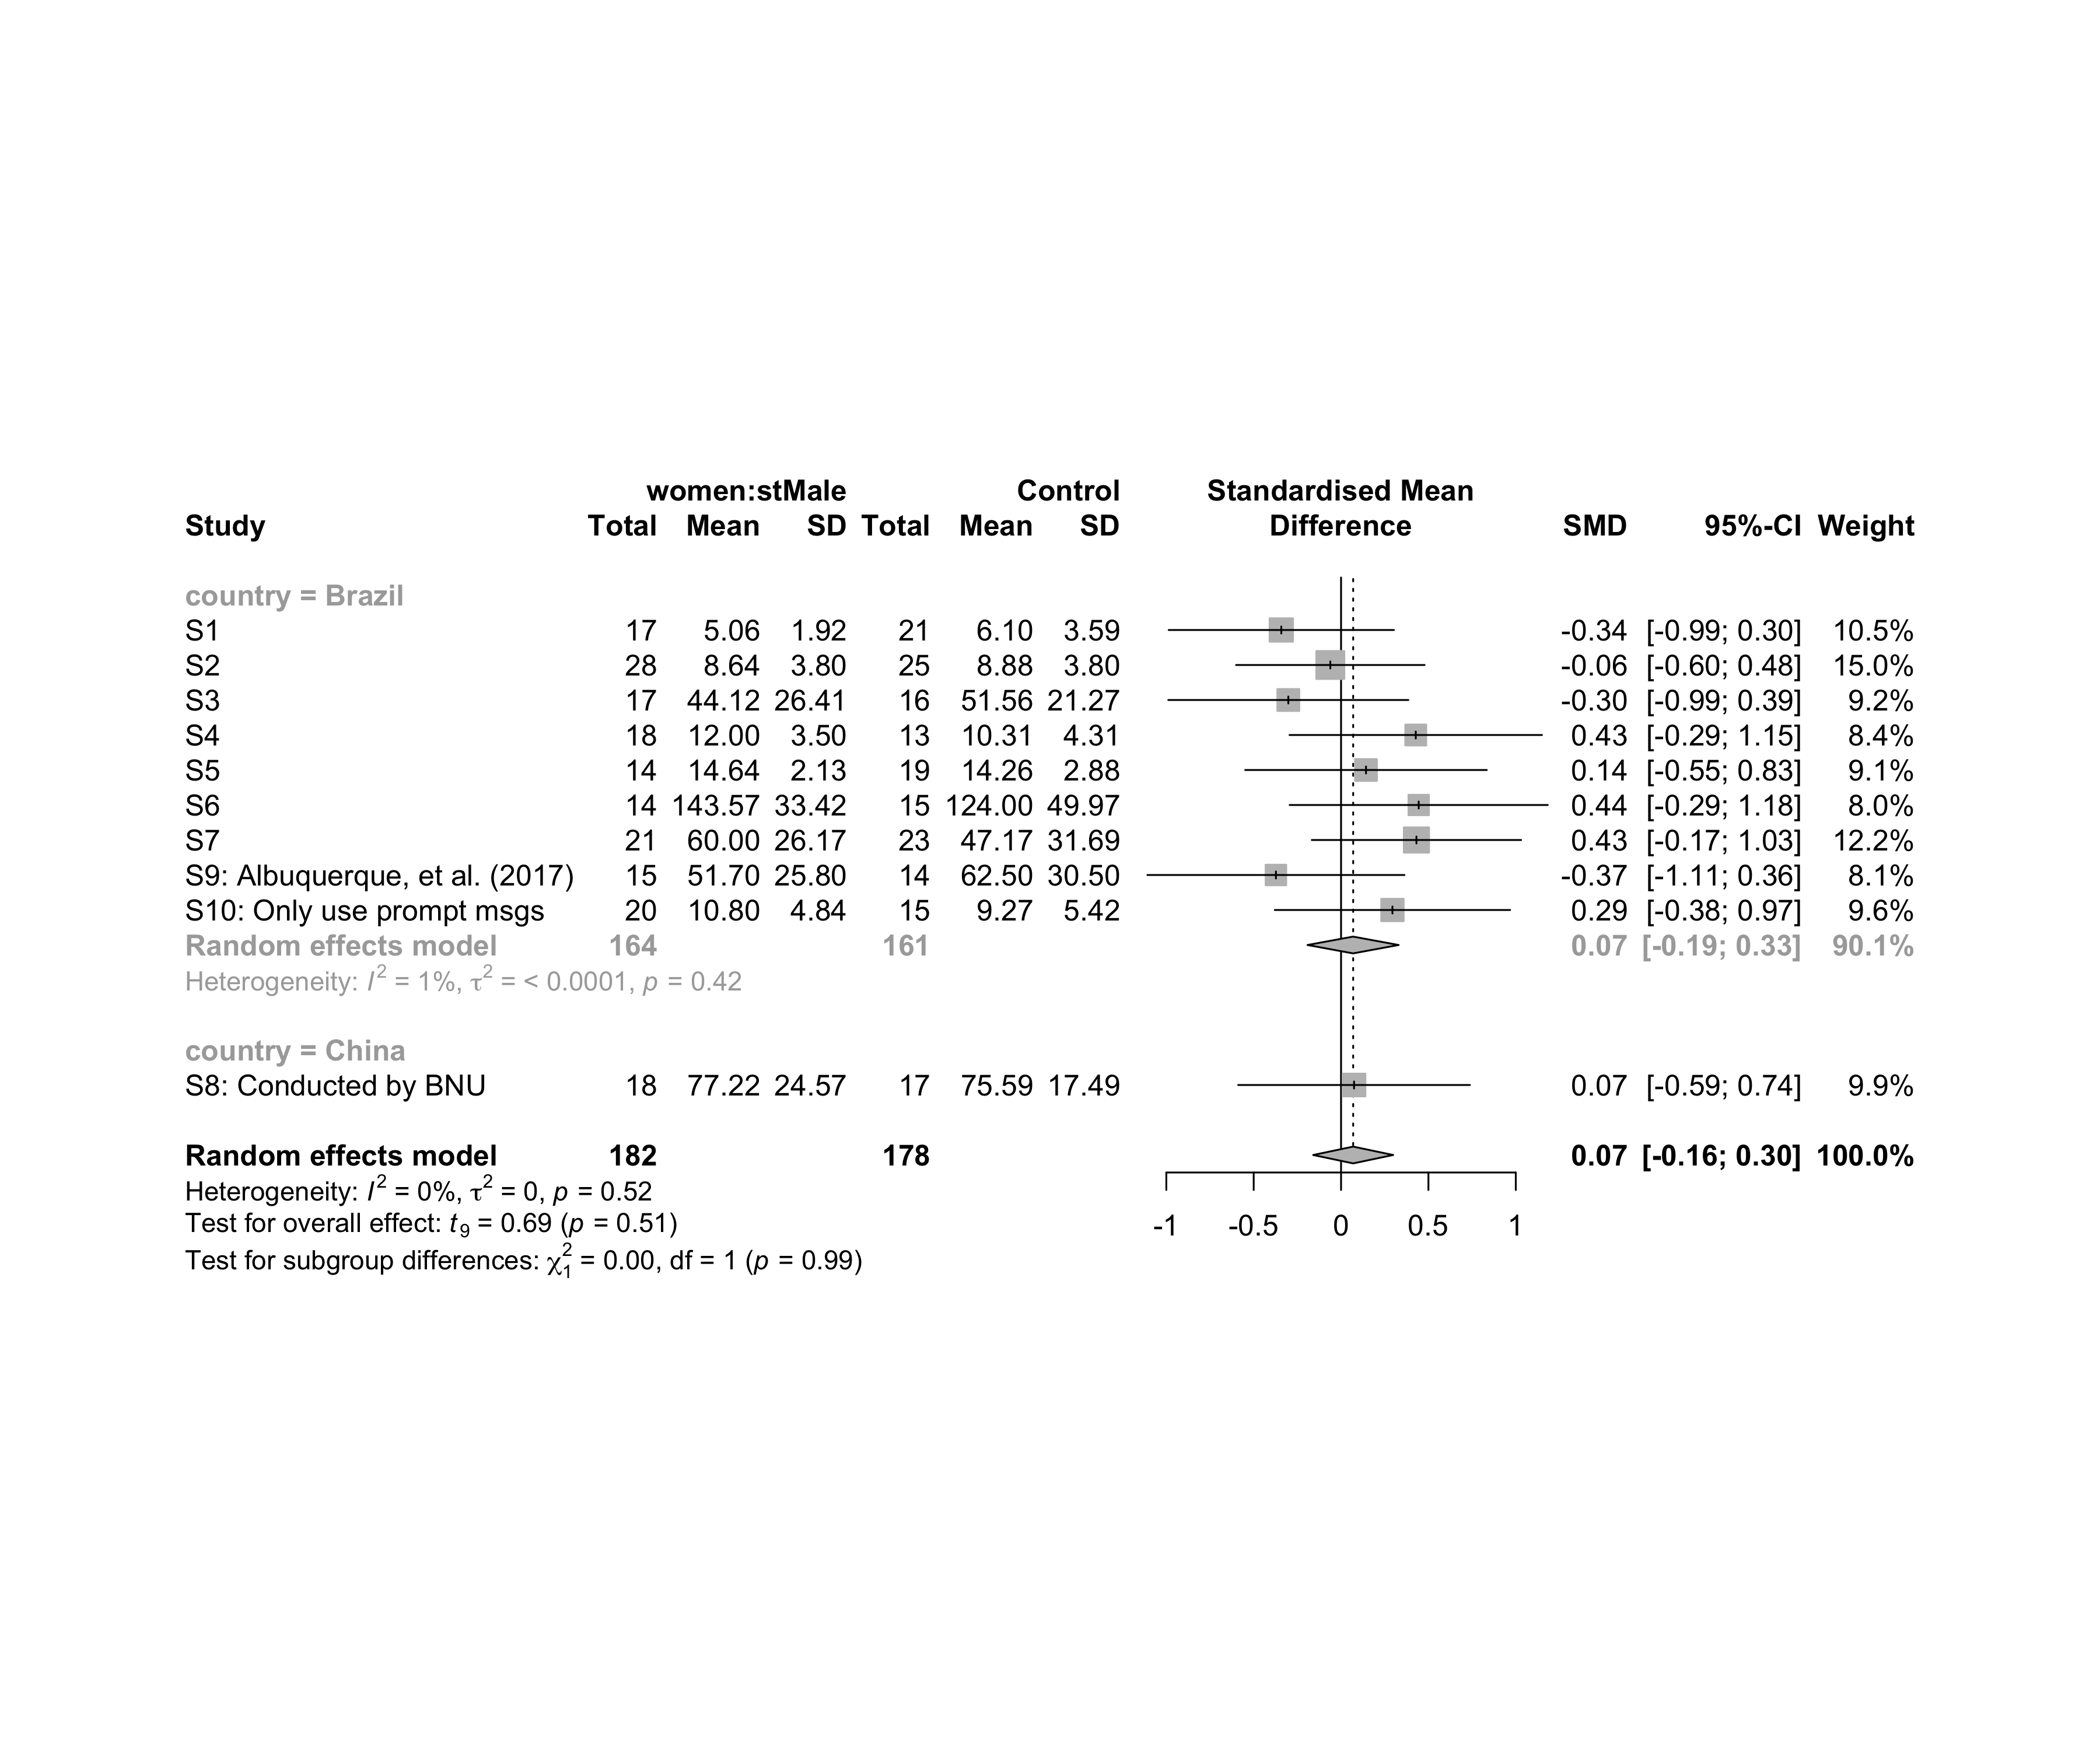 women:stMale Control Standardised Mean
Study Total Mean SD Total Mean SD Difference SMD 95%-CI Weight
country = Brazil
S1 17 5.06 1.92 21 6.10 3.59 -0.34 [-0.99; 0.30] 10.5%
S2 28 8.64 3.80 25 8.88 3.80 -0.06 [-0.60; 0.48] 15.0%
S3 17 44.12 26.41 16 51.56 21.27 -0.30 [-0.99; 0.39] 9.2%
S4 18 12.00 3.50 13 10.31 4.31 0.43 [-0.29; 1.15] 8.4%
S5 14 14.64 2.13 19 14.26 2.88 0.14 [-0.55; 0.83] 9.1%
S6 14 143.57 33.42 15 124.00 49.97 0.44 [-0.29; 1.18] 8.0%
S7 21 60.00 26.17 23 47.17 31.69 0.43 [-0.17; 1.03] 12.2%
S9: Albuquerque, et al. (2017) 15 51.70 25.80 14 62.50 30.50 -0.37 [-1.11; 0.36] 8.1%
S10: Only use prompt msgs 20 10.80 4.84 15 9.27 5.42 0.29 [-0.38; 0.97] 9.6%
Random effects model 164 161 0.07 [-0.19; 0.33] 90.1%
Heterogeneity: I² = 1%, τ² = < 0.0001, p = 0.42
country = China
S8: Conducted by BNU 18 77.22 24.57 17 75.59 17.49 0.07 [-0.59; 0.74] 9.9%
Random effects model 182 178 0.07 [-0.16; 0.30] 100.0%
Heterogeneity: I² = 0%, τ² = 0, p = 0.52
Test for overall effect: t₉ = 0.69 (p = 0.51)
-1 -0.5 0 0.5 1
Test for subgroup differences: χ²₁ = 0.00, df = 1 (p = 0.99)